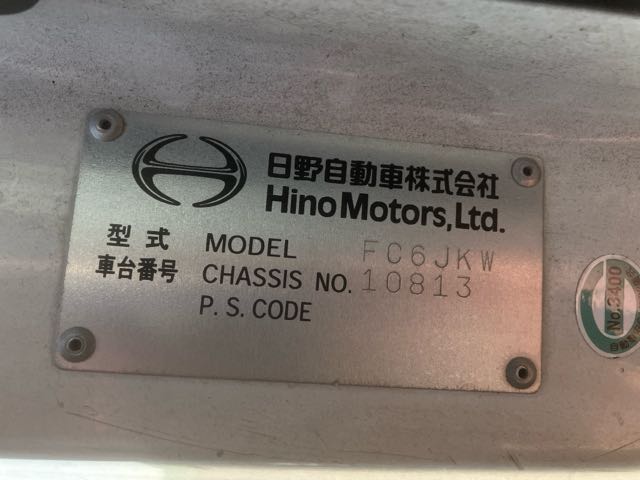 日野自動車株式会社
Hino Motors, Ltd.
型式 MODEL FC6JKW
車台番号 CHASSIS NO. 10813
P. S. CODE
No.3400